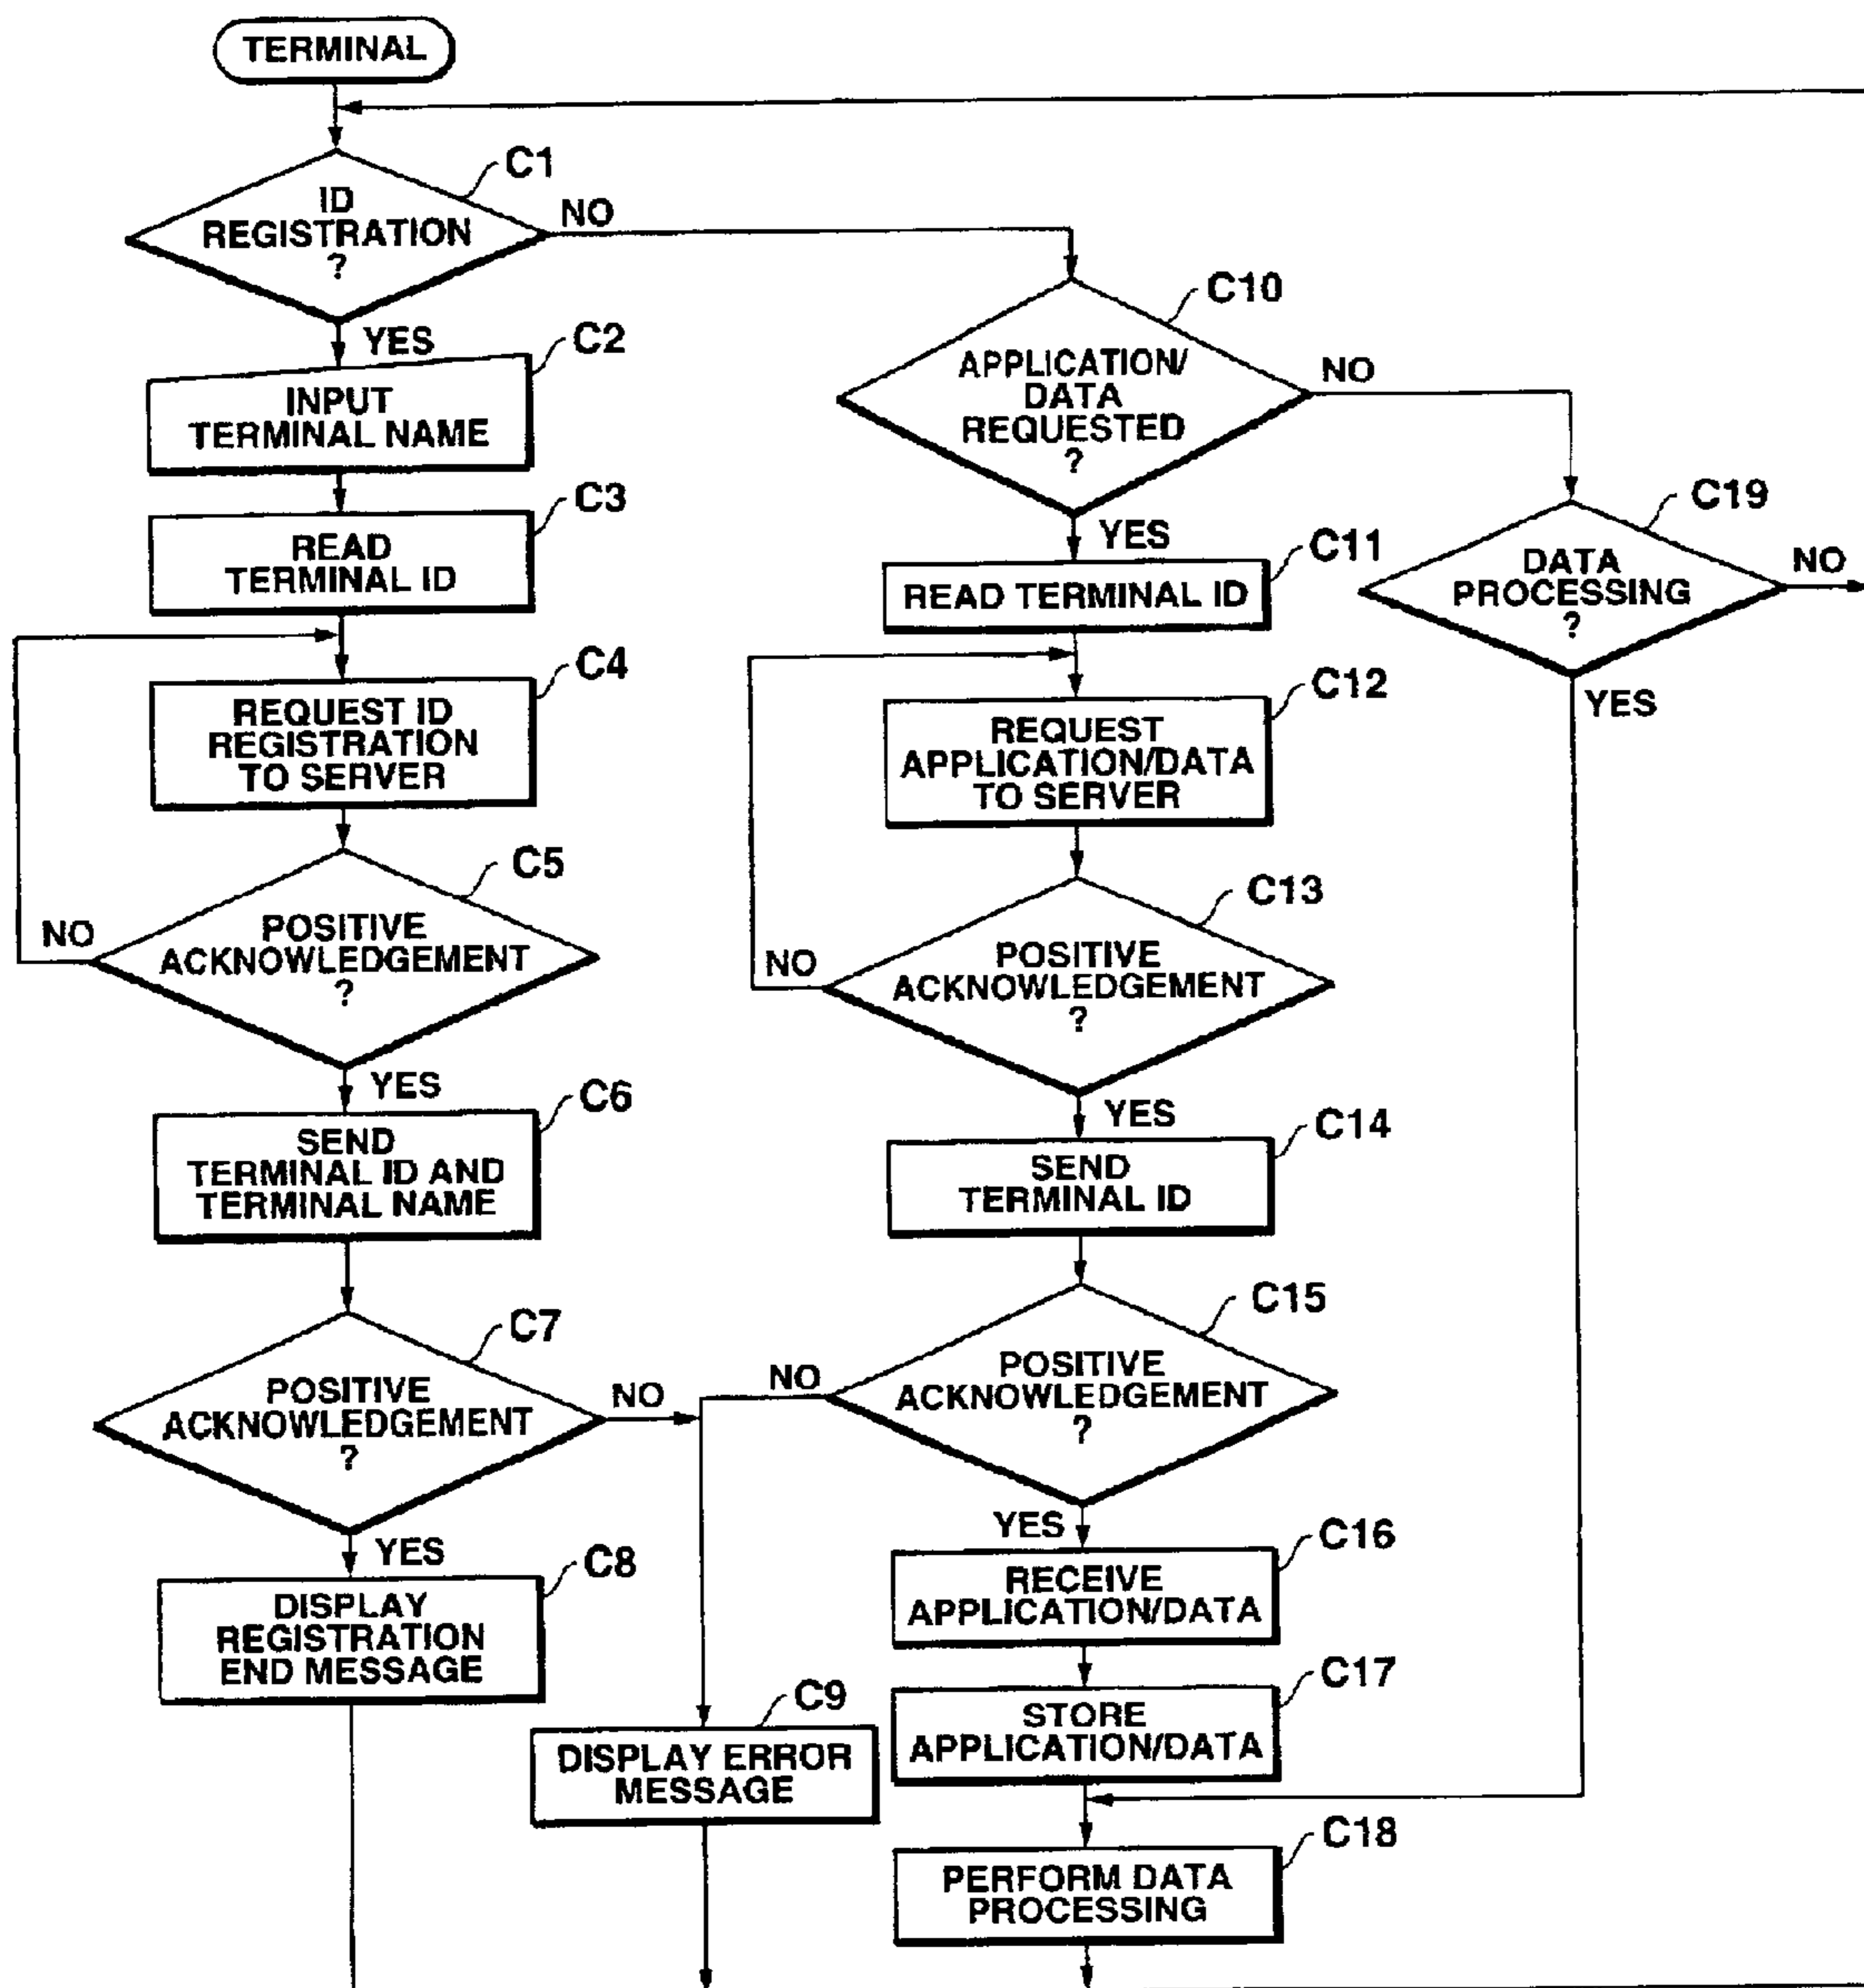 TERMINAL
C1
ID
REGISTRATION
?
NO
YES
C2
INPUT
TERMINAL NAME
C3
READ
TERMINAL ID
C4
REQUEST ID
REGISTRATION
TO SERVER
C5
POSITIVE
ACKNOWLEDGEMENT
?
NO
YES
C6
SEND
TERMINAL ID AND
TERMINAL NAME
C7
POSITIVE
ACKNOWLEDGEMENT
?
NO
YES
C8
DISPLAY
REGISTRATION
END MESSAGE
C9
DISPLAY ERROR
MESSAGE
C10
APPLICATION/
DATA
REQUESTED
?
NO
YES
C11
READ TERMINAL ID
C12
REQUEST
APPLICATION/DATA
TO SERVER
C13
POSITIVE
ACKNOWLEDGEMENT
?
NO
YES
C14
SEND
TERMINAL ID
C15
POSITIVE
ACKNOWLEDGEMENT
?
NO
YES
C16
RECEIVE
APPLICATION/DATA
C17
STORE
APPLICATION/DATA
C18
PERFORM DATA
PROCESSING
C19
DATA
PROCESSING
?
NO
YES